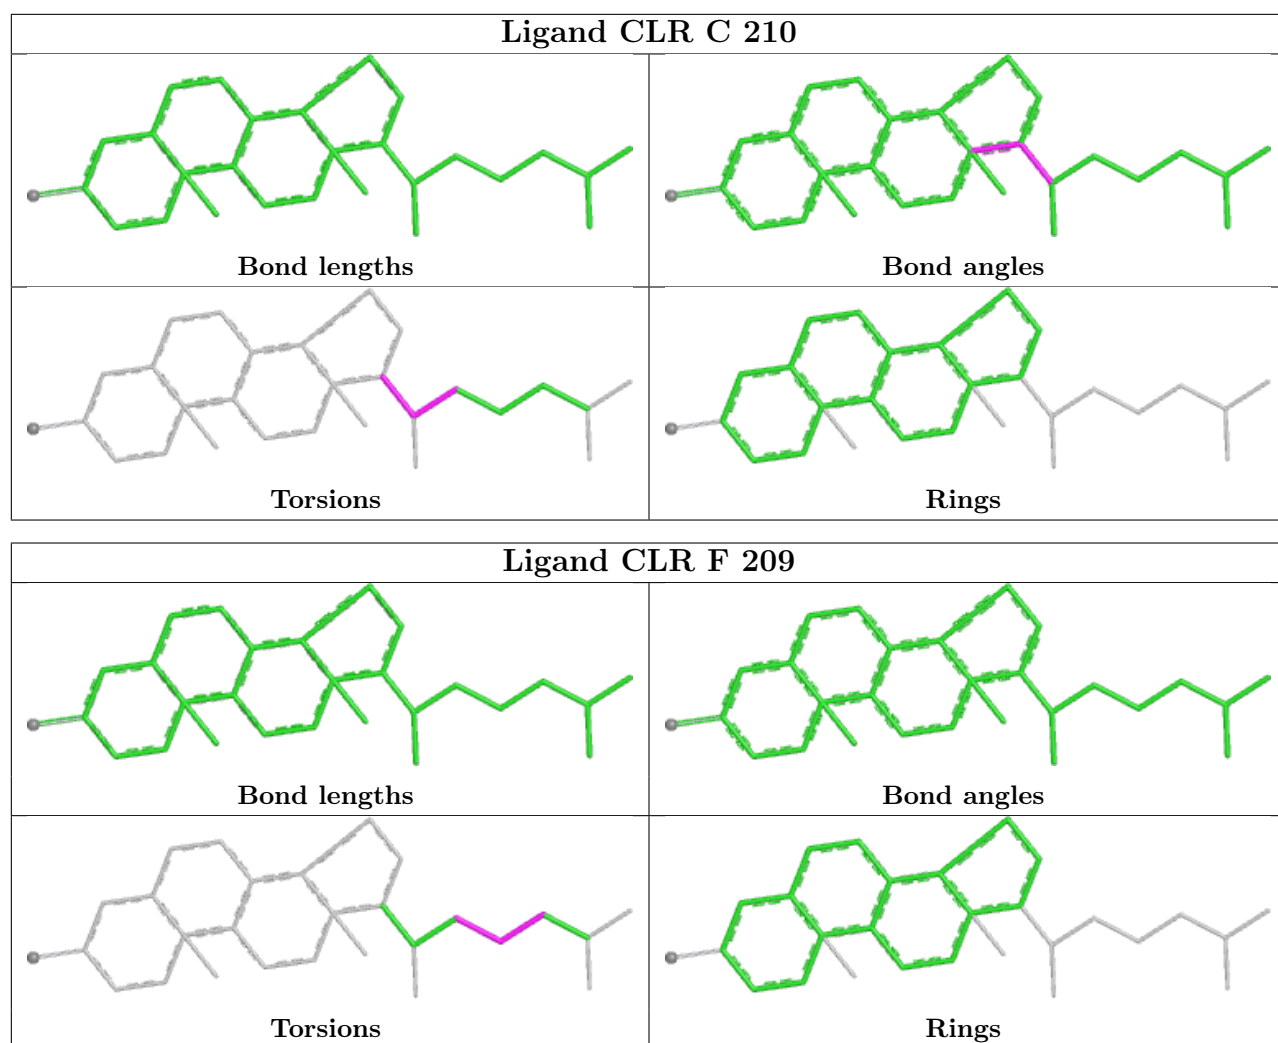 Ligand CLR C 210
Bond lengths
Bond angles
Torsions
Rings
Ligand CLR F 209
Bond lengths
Bond angles
Torsions
Rings